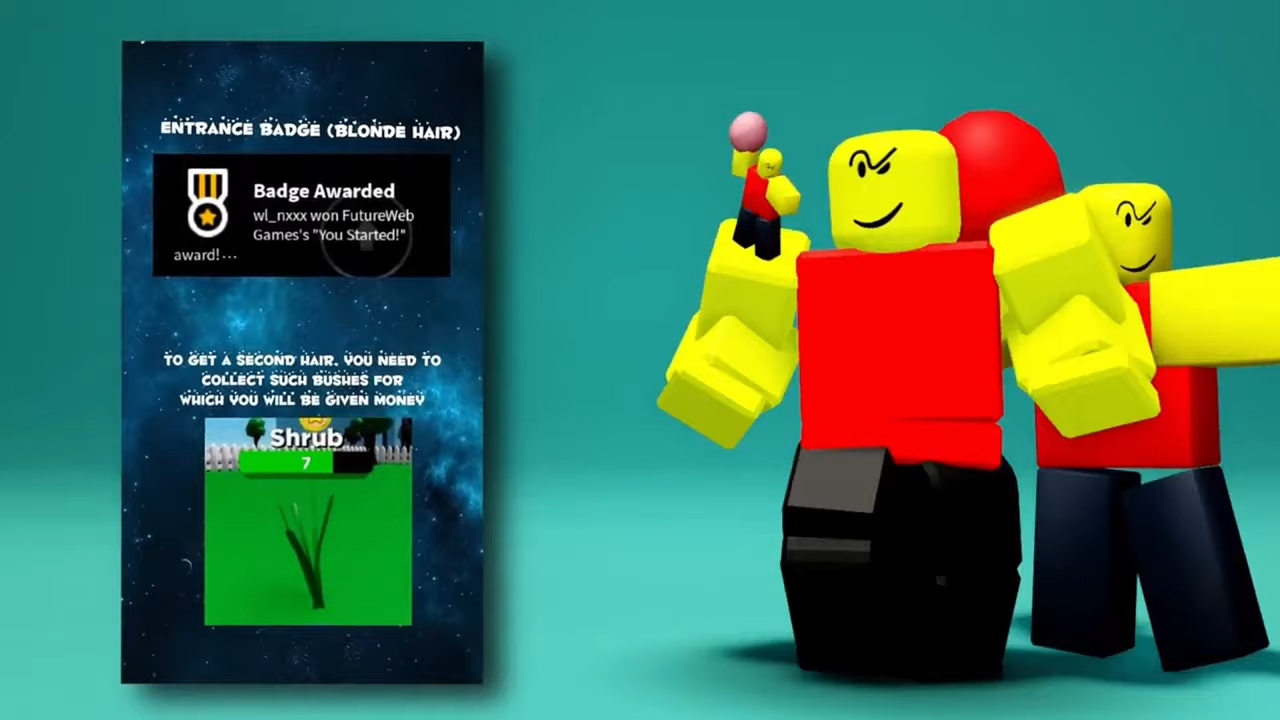 ENTRANCE BADGE (BLONDE HAIR)
Badge Awarded
wl_nxxx won FutureWeb
Games's "You Started!"
award!...
TO GET A SECOND HAIR, YOU NEED TO
COLLECT SUCH BUSHES FOR
WHICH YOU WILL BE GIVEN MONEY
Shrub
7